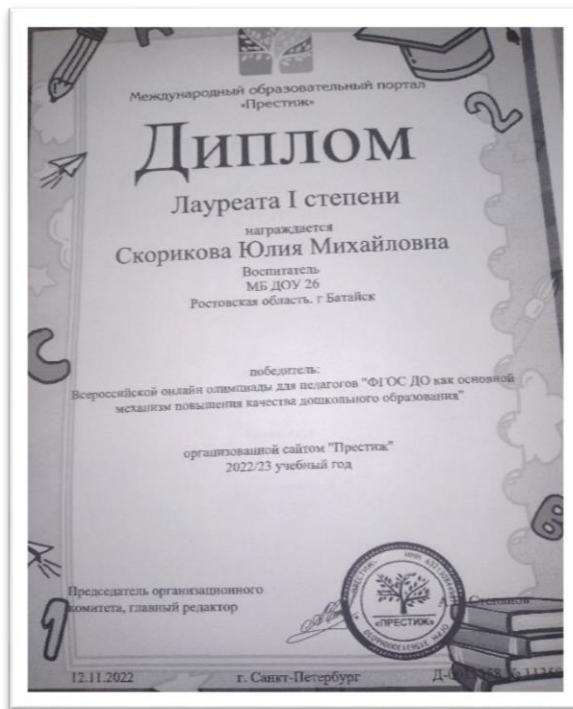 Международный образовательный портал
«Престиж»
Диплом
Лауреата I степени
награждается
Скорикова Юлия Михайловна
Воспитатель
МБ ДОУ 26
Ростовская область. г Батайск
победитель:
Всероссийской онлайн олимпиады для педагогов "ФГОС ДО как основной
механизм повышения качества дошкольного образования"
организованной сайтом "Престиж"
2022/23 учебный год
Председатель организационного
комитета, главный редактор
Степанов
«ПРЕСТИЖ»
12.11.2022
г. Санкт-Петербург